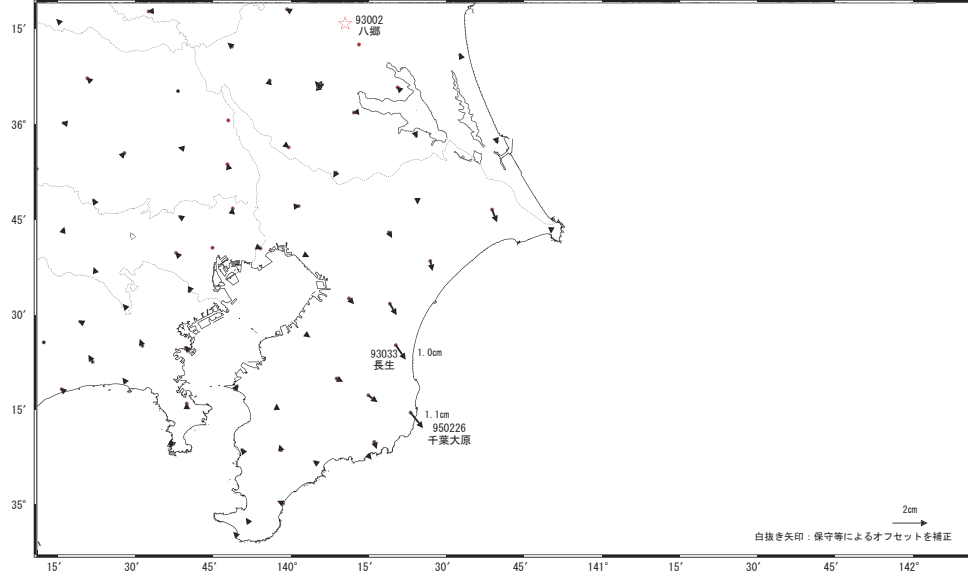 15′
93002
八郷
36°
45′
30′
93033
長生
1.0cm
15′
1.1cm
950226
千葉大原
35°
2cm
白抜き矢印：保守等によるオフセットを補正
15′ 30′ 45′ 140° 15′ 30′ 45′ 141° 15′ 30′ 45′ 142°